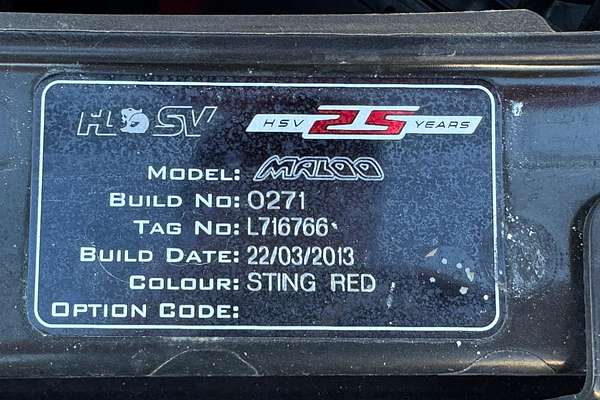 HSV
HSV 25 YEARS
MODEL: MALOO
BUILD NO: 0271
TAG NO: L716766
BUILD DATE: 22/03/2013
COLOUR: STING RED
OPTION CODE: